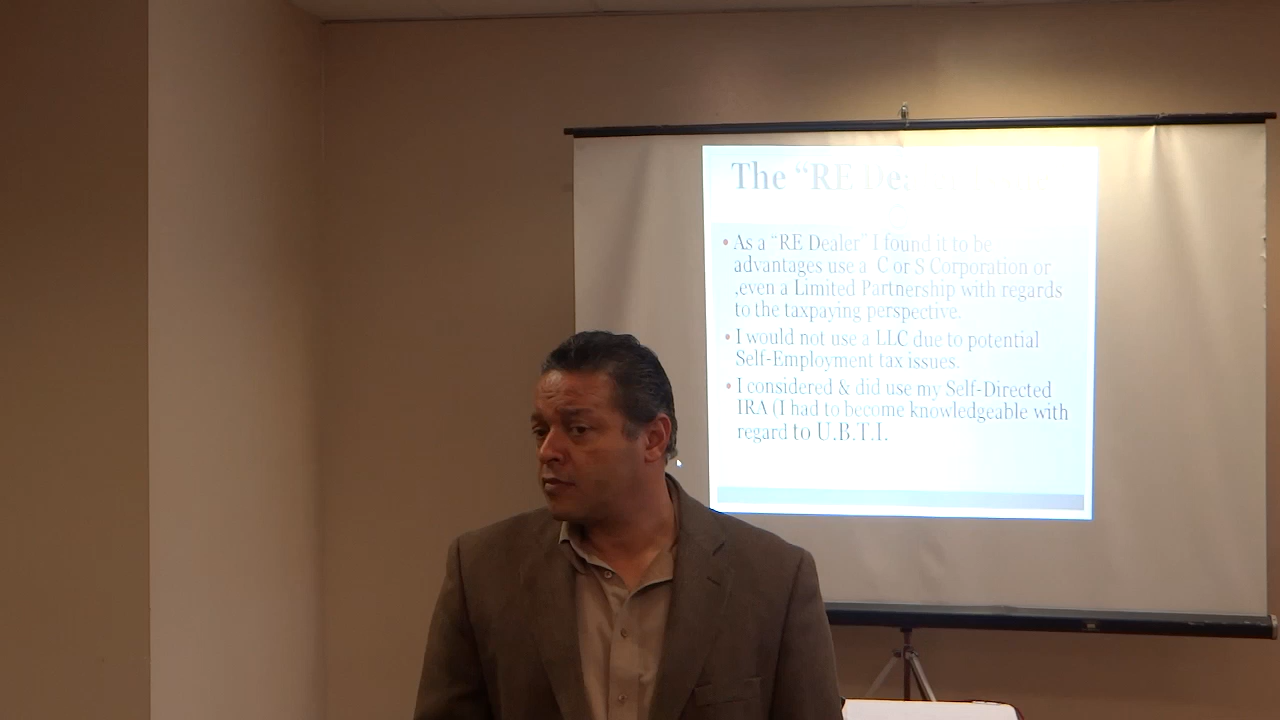 The “RE Dea
• As a “RE Dealer” I found it to be
advantages use a C or S Corporation or
,even a Limited Partnership with regards
to the taxpaying perspective.
• I would not use a LLC due to potential
Self-Employment tax issues.
• I considered & did use my Self-Directed
IRA (I had to become knowledgeable with
regard to U.B.T.I.